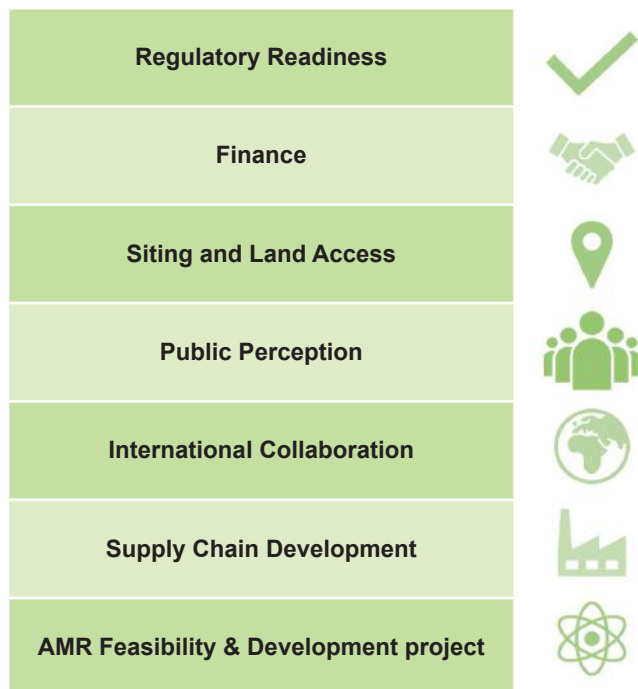 Regulatory Readiness
Finance
Siting and Land Access
Public Perception
International Collaboration
Supply Chain Development
AMR Feasibility & Development project